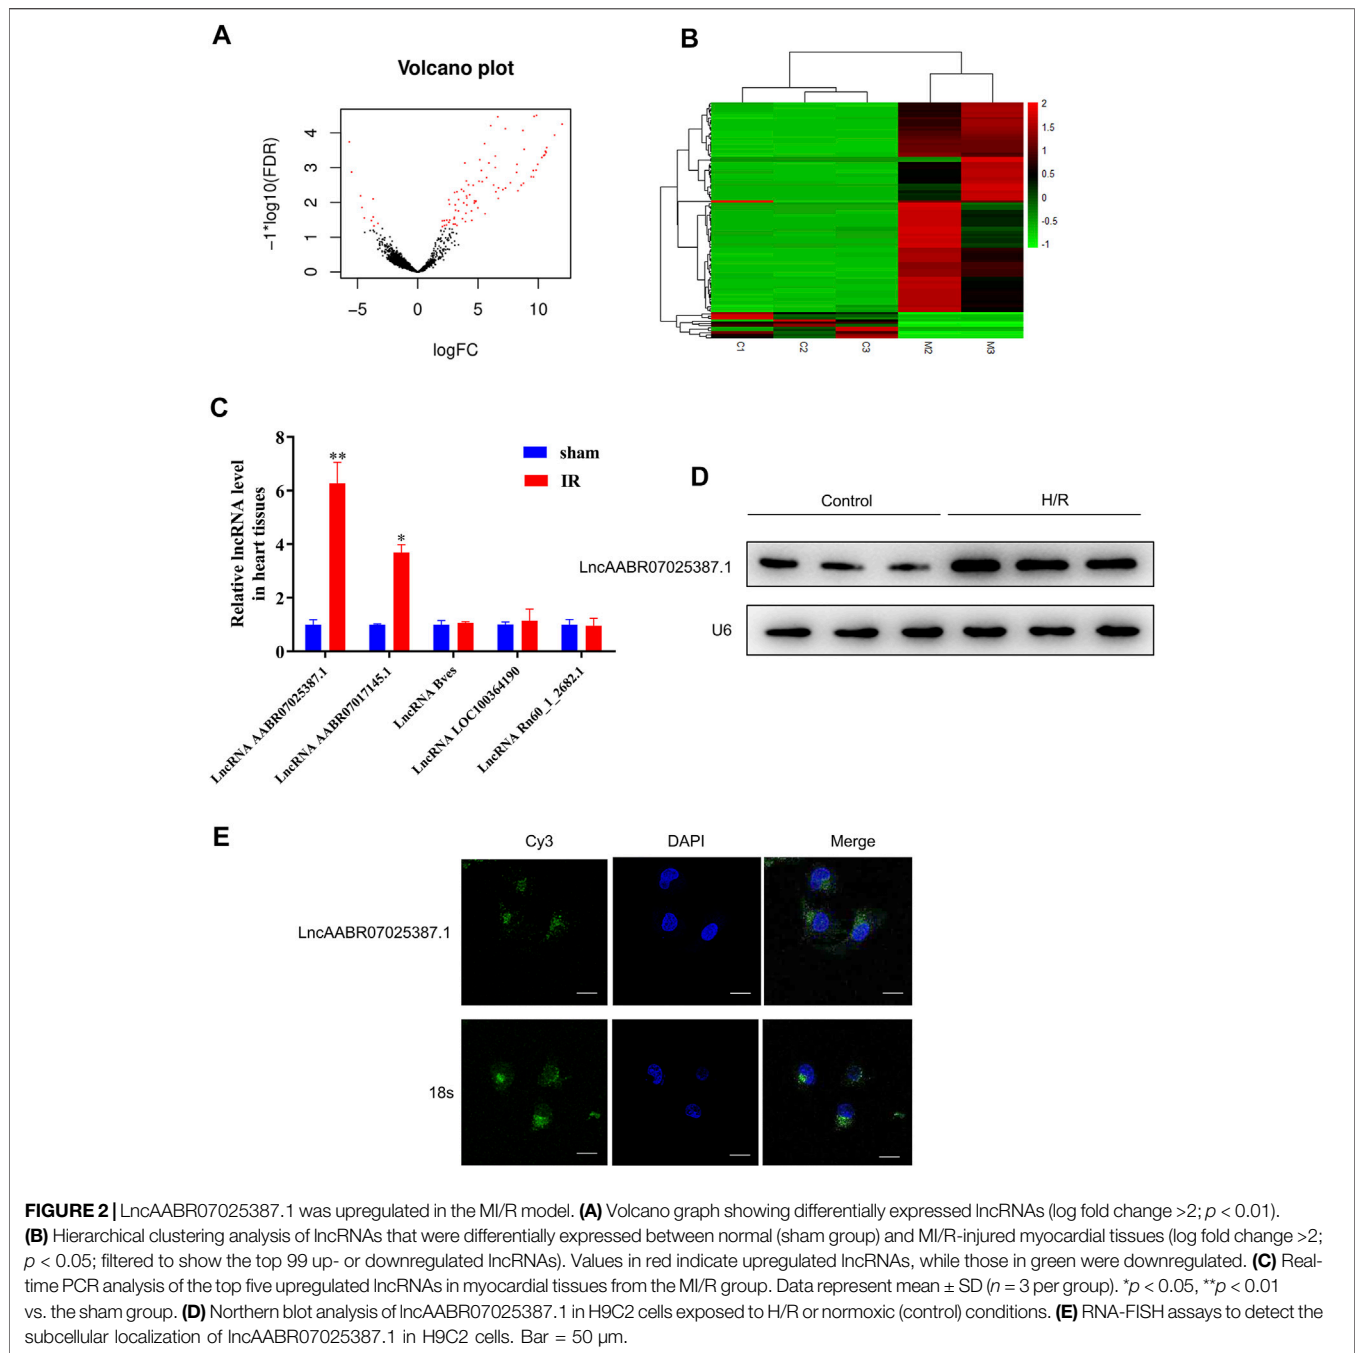 A
Volcano plot
-1*log10(FDR)
4
3
2
1
0
-5
0
5
10
logFC
B
2
1.5
1
0.5
0
-0.5
-1
C1
C2
C3
M2
M3
C
Relative lncRNA level
in heart tissues
8
6
4
2
0
**
*
sham
IR
LncRNA AABR07025387.1
LncRNA AABR07017145.1
LncRNA Bves
LncRNA LOC100364190
LncRNA Rn60_1_2682.1
D
Control
H/R
LncAABR07025387.1
U6
E
Cy3
DAPI
Merge
LncAABR07025387.1
18s
FIGURE 2 | LncAABR07025387.1 was upregulated in the MI/R model. (A) Volcano graph showing differentially expressed lncRNAs (log fold change >2; p < 0.01).
(B) Hierarchical clustering analysis of lncRNAs that were differentially expressed between normal (sham group) and MI/R-injured myocardial tissues (log fold change >2;
p < 0.05; filtered to show the top 99 up- or downregulated lncRNAs). Values in red indicate upregulated lncRNAs, while those in green were downregulated. (C) Real-
time PCR analysis of the top five upregulated lncRNAs in myocardial tissues from the MI/R group. Data represent mean ± SD (n = 3 per group). *p < 0.05, **p < 0.01
vs. the sham group. (D) Northern blot analysis of lncAABR07025387.1 in H9C2 cells exposed to H/R or normoxic (control) conditions. (E) RNA-FISH assays to detect the
subcellular localization of lncAABR07025387.1 in H9C2 cells. Bar = 50 µm.